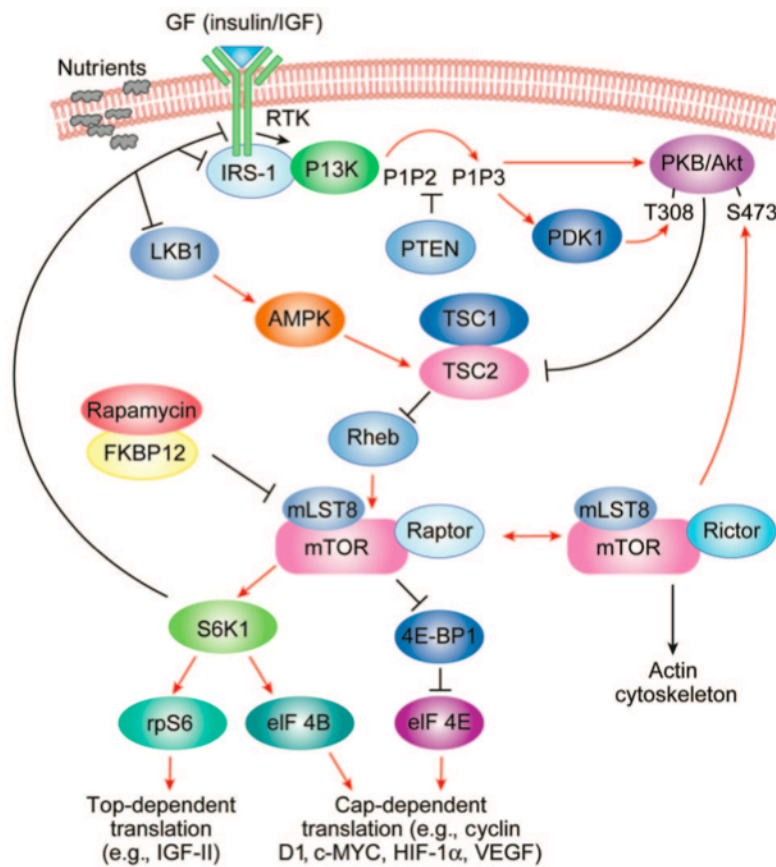 GF (insulin/IGF)
Nutrients
RTK
IRS-1
P13K
P1P2
P1P3
PKB/Akt
T308
S473
PTEN
PDK1
LKB1
AMPK
TSC1
TSC2
Rapamycin
FKBP12
Rheb
mLST8
mTOR
Raptor
mLST8
mTOR
Rictor
S6K1
4E-BP1
Actin
cytoskeleton
rpS6
eIF 4B
eIF 4E
Top-dependent
translation
(e.g., IGF-II)
Cap-dependent
translation (e.g., cyclin
D1, c-MYC, HIF-1α, VEGF)